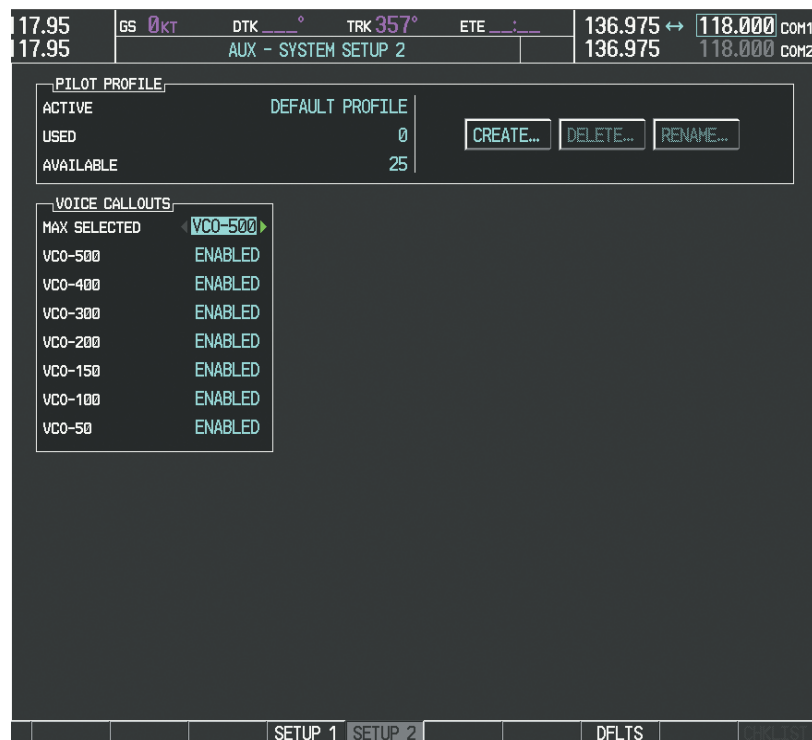 17.95 GS 0KT DTK ___° TRK 357° ETE __:__ 136.975 ↔ 118.000 COM1
17.95 AUX - SYSTEM SETUP 2 136.975 118.000 COM2
PILOT PROFILE
ACTIVE DEFAULT PROFILE
USED 0
AVAILABLE 25
CREATE... DELETE... RENAME...
VOICE CALLOUTS
MAX SELECTED VCO-500
VCO-500 ENABLED
VCO-400 ENABLED
VCO-300 ENABLED
VCO-200 ENABLED
VCO-150 ENABLED
VCO-100 ENABLED
VCO-50 ENABLED
SETUP 1 SETUP 2 DFLTS CHKLIST